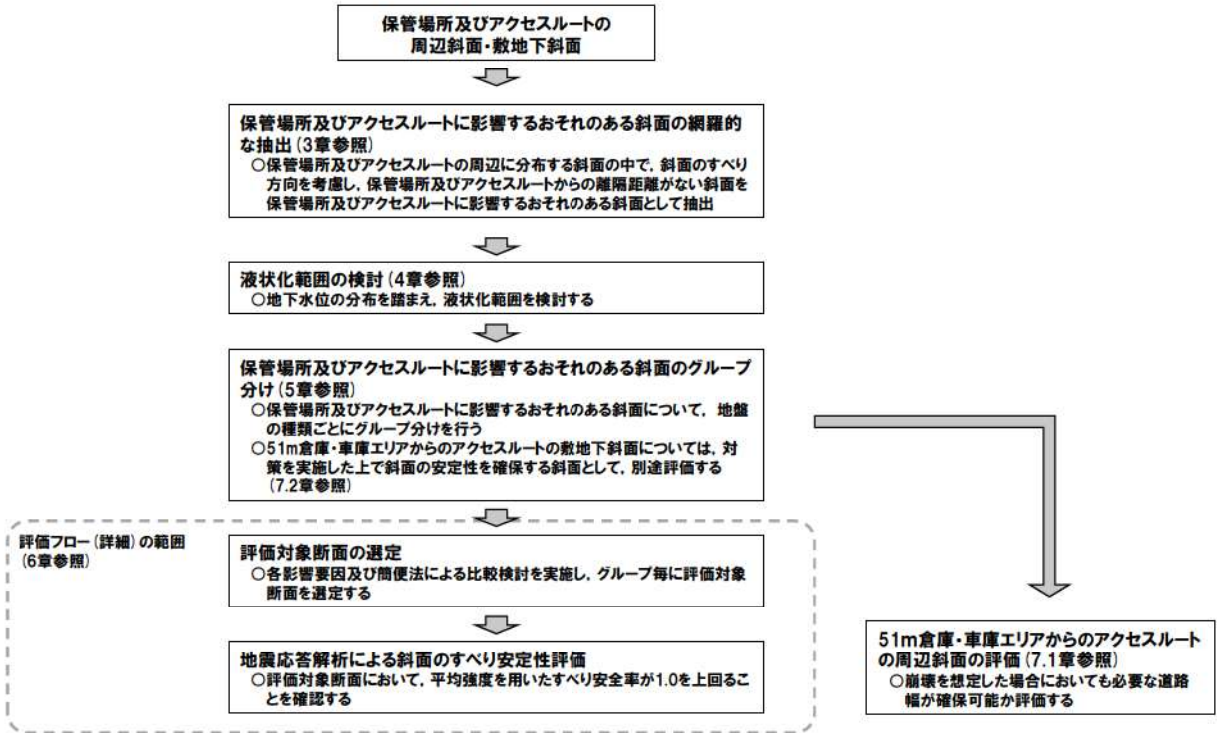 保管場所及びアクセスルートの
周辺斜面・敷地下斜面
保管場所及びアクセスルートに影響するおそれのある斜面の網羅的
な抽出(3章参照)
○保管場所及びアクセスルートの周辺に分布する斜面の中で，斜面のすべり
方向を考慮し，保管場所及びアクセスルートからの離隔距離がない斜面を
保管場所及びアクセスルートに影響するおそれのある斜面として抽出
液状化範囲の検討(4章参照)
○地下水位の分布を踏まえ，液状化範囲を検討する
保管場所及びアクセスルートに影響するおそれのある斜面のグループ
分け(5章参照)
○保管場所及びアクセスルートに影響するおそれのある斜面について，地盤
の種類ごとにグループ分けを行う
○51m倉庫・車庫エリアからのアクセスルートの敷地下斜面については，対
策を実施した上で斜面の安定性を確保する斜面として，別途評価する
(7.2章参照)
評価フロー(詳細)の範囲
(6章参照)
評価対象断面の選定
○各影響要因及び簡便法による比較検討を実施し，グループ毎に評価対象
断面を選定する
地震応答解析による斜面のすべり安定性評価
○評価対象断面において，平均強度を用いたすべり安全率が1.0を上回るこ
とを確認する
51m倉庫・車庫エリアからのアクセスルート
の周辺斜面の評価(7.1章参照)
○崩壊を想定した場合においても必要な道路
幅が確保可能か評価する